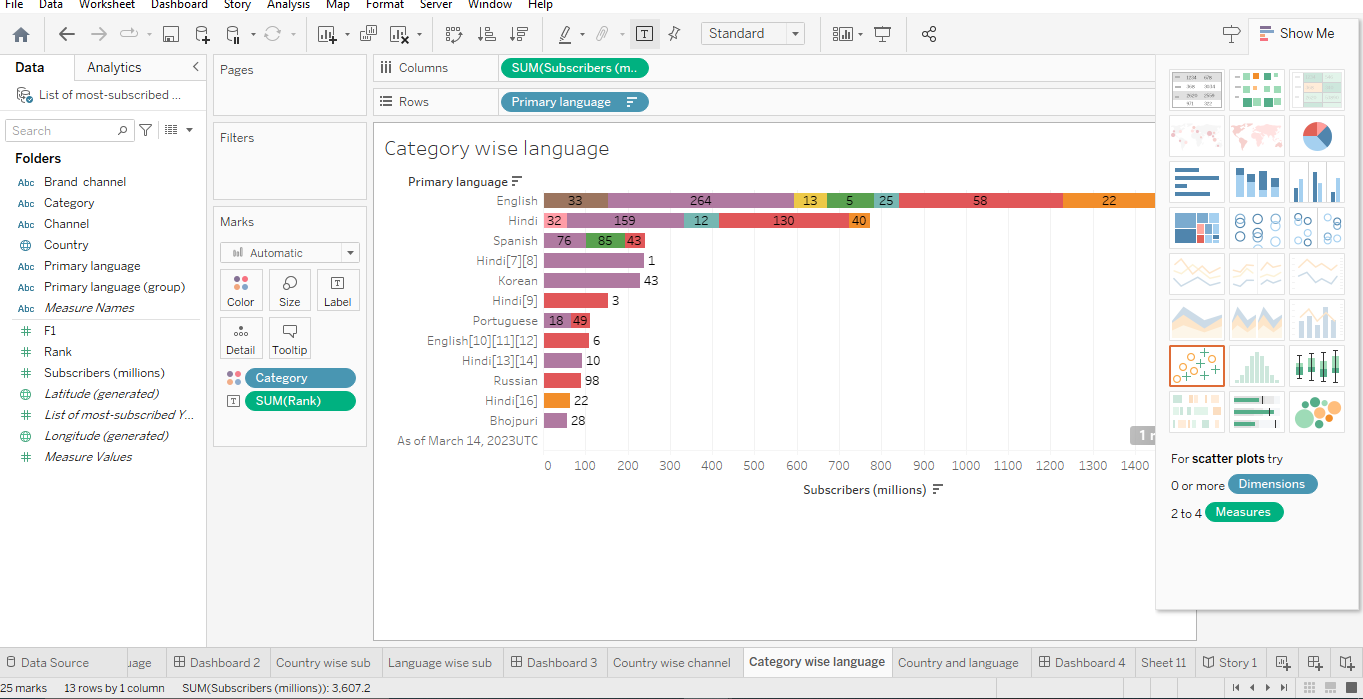 File Data Worksheet Dashboard Story Analysis Map Format Server Window Help
Standard
Show Me
Data Analytics
List of most-subscribed ...
Search
Folders
Abc Brand channel
Abc Category
Abc Channel
Country
Abc Primary language
Abc Primary language (group)
Abc Measure Names
F1
Rank
Subscribers (millions)
Latitude (generated)
List of most-subscribed Y...
Longitude (generated)
Measure Values
Pages
Filters
Marks
Automatic
Color Size Label
Detail Tooltip
Category
SUM(Rank)
Columns SUM(Subscribers (m..
Rows Primary language
Category wise language
Primary language
English 33 264 13 5 25 58 22
Hindi 32 159 12 130 40
Spanish 76 85 43
Hindi[7][8] 1
Korean 43
Hindi[9] 3
Portuguese 18 49
English[10][11][12] 6
Hindi[13][14] 10
Russian 98
Hindi[16] 22
Bhojpuri 28
As of March 14, 2023UTC
0 100 200 300 400 500 600 700 800 900 1000 1100 1200 1300 1400
Subscribers (millions)
For scatter plots try
0 or more Dimensions
2 to 4 Measures
Data Source uage Dashboard 2 Country wise sub Language wise sub Dashboard 3 Country wise channel Category wise language Country and language Dashboard 4 Sheet 11 Story 1
25 marks 13 rows by 1 column SUM(Subscribers (millions)): 3,607.2